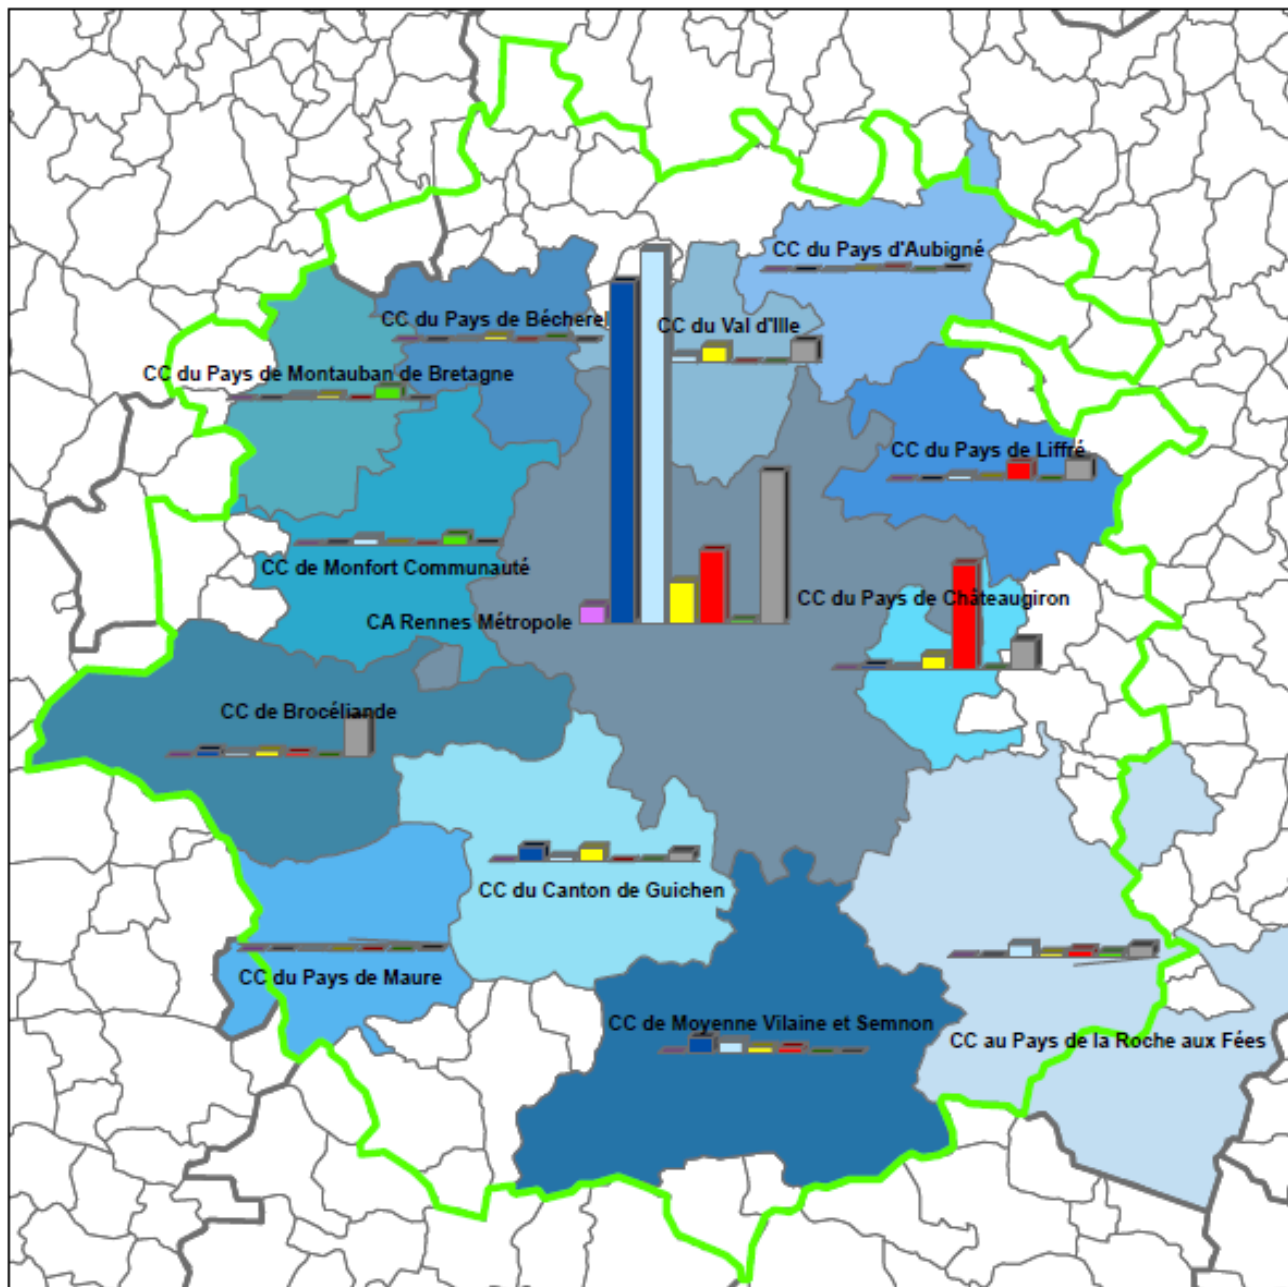 CC du Pays d'Aubigné
CC du Pays de Bécherel
CC du Val d'Ille
CC du Pays de Montauban de Bretagne
CC du Pays de Liffré
CC de Monfort Communauté
CC du Pays de Châteaugiron
CA Rennes Métropole
CC de Brocéliande
CC du Canton de Guichen
CC du Pays de Maure
CC de Moyenne Vilaine et Semnon
CC au Pays de la Roche aux Fées